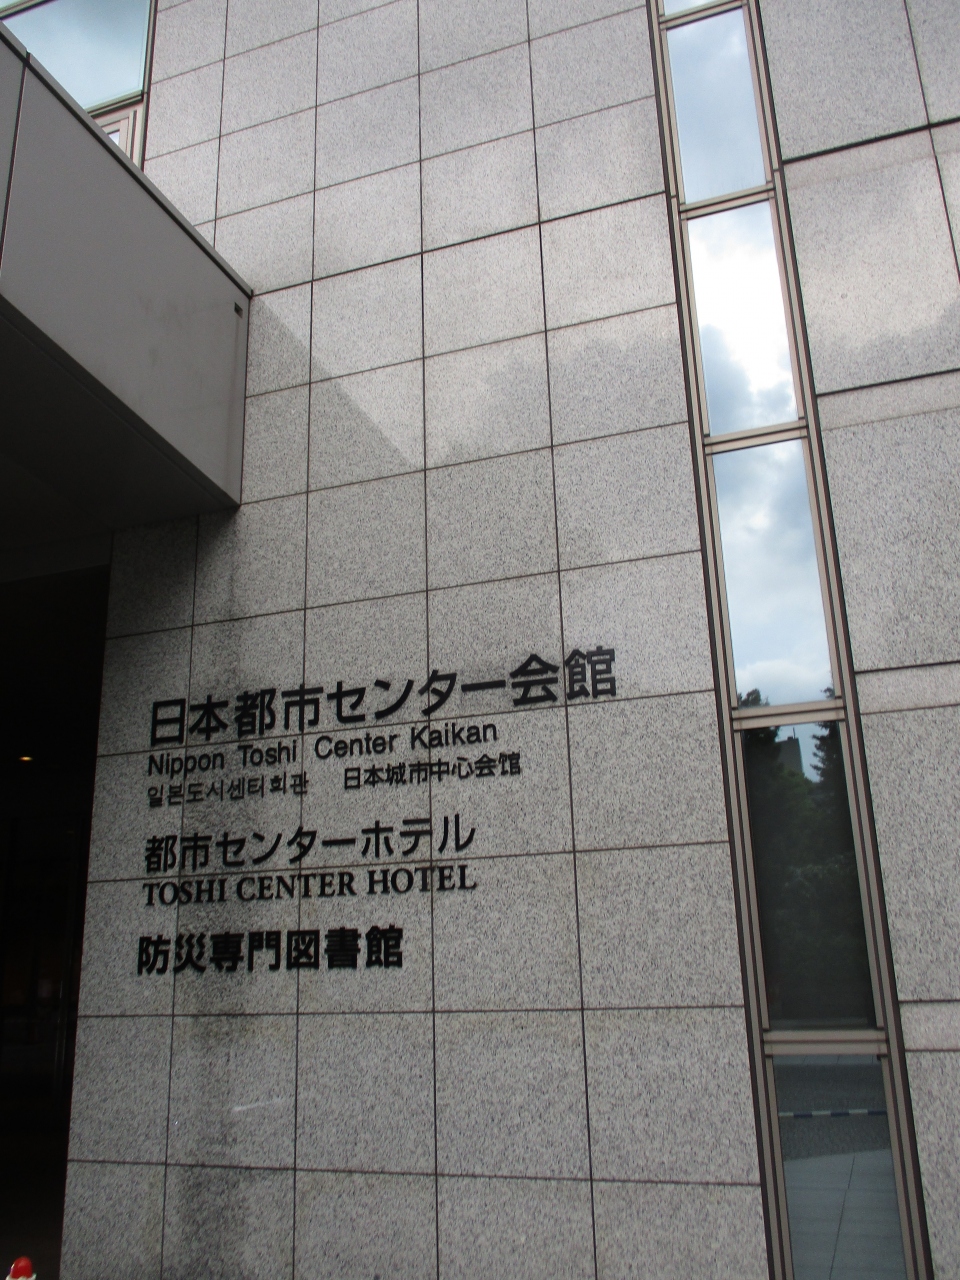 日本都市センター会館
Nippon Toshi Center Kaikan
일본도시센터회관 日本城市中心会馆
都市センターホテル
TOSHI CENTER HOTEL
防災専門図書館